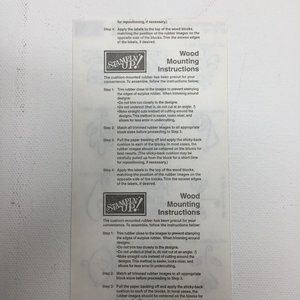 for repositioning, if necessary.)
Step 4: Apply the labels to the top of the wood blocks,
matching the position of the rubber images on the
opposite side of the blocks. Trim the excess edges
of the labels, if desired.
STAMPIN' UP!
Wood
Mounting
Instructions
The cushion-mounted rubber has been precut for your
convenience. To assemble, follow the instructions below:
Step 1: Trim rubber close to the images to prevent stamping
the edges of surplus rubber. When trimming around
designs:
•Do not trim too closely to the designs.
•Do not undercut (that is, do not cut at an angle.
•Make straight cuts instead of cutting around the
designs. This method is easier, looks neat, and
allows for less error in undercutting.
Step 2: Match all trimmed rubber images to all appropriate
block sizes before proceeding to Step 3.
Step 3: Pull the paper backing off and apply the sticky-back
cushion to each of the blocks. In most cases, the
rubber images should be centered on the blocks for
best results. (The sticky-back cushion may be
carefully pulled up from the block for a short time
for repositioning, if necessary.)
Step 4: Apply the labels to the top of the wood blocks,
matching the position of the rubber images on the
opposite side of the blocks. Trim the excess edges
of the labels, if desired.
STAMPIN' UP!
Wood
Mounting
Instructions
The cushion-mounted rubber has been precut for your
convenience. To assemble, follow the instructions below:
Step 1: Trim rubber close to the images to prevent stamping
the edges of surplus rubber. When trimming around
designs:
•Do not trim too closely to the designs.
•Do not undercut (that is, do not cut at an angle.
•Make straight cuts instead of cutting around the
designs. This method is easier, looks neat, and
allows for less error in undercutting.
Step 2: Match all trimmed rubber images to all appropriate
block sizes before proceeding to Step 3.
Step 3: Pull the paper backing off and apply the sticky-back
cushion to each of the blocks. In most cases, the
rubber images should be centered on the blocks for